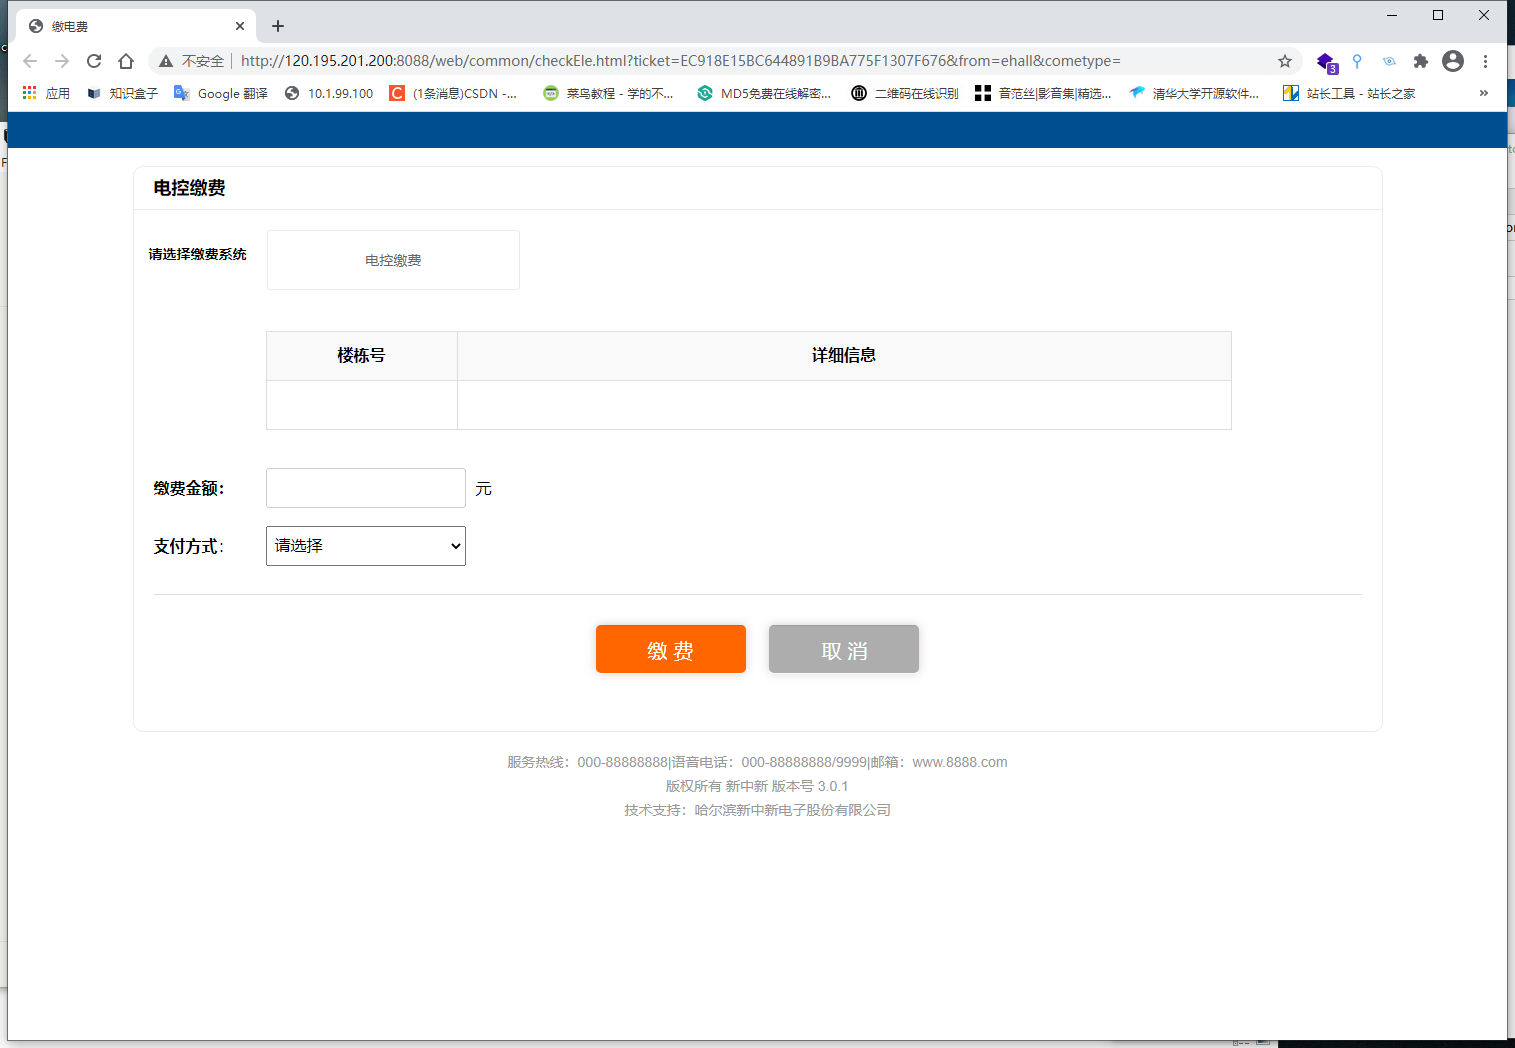 缴电费
不安全 http://120.195.201.200:8088/web/common/checkEle.html?ticket=EC918E15BC644891B9BA775F1307F676&from=ehall&cometype=
3
应用 知识盒子 Google 翻译 10.1.99.100 (1条消息)CSDN -... 菜鸟教程 - 学的不... MD5免费在线解密... 二维码在线识别 音范丝|影音集|精选... 清华大学开源软件... 站长工具 - 站长之家 »
电控缴费
请选择缴费系统 电控缴费
楼栋号 详细信息
缴费金额： 元
支付方式： 请选择
缴 费 取 消
服务热线：000-88888888|语音电话：000-88888888/9999|邮箱：www.8888.com
版权所有 新中新 版本号 3.0.1
技术支持：哈尔滨新中新电子股份有限公司